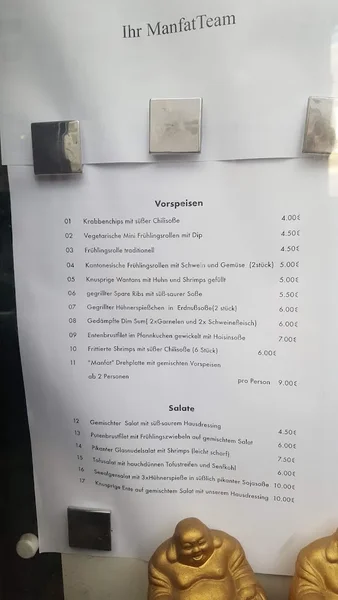 Ihr ManfatTeam
Vorspeisen
01 Krabbenchips mit süßer Chilisoße 4.00€
02 Vegetarische Mini Frühlingsrollen mit Dip 4.50€
03 Frühlingsrolle traditionell 4.50€
04 Kantonesische Frühlingsrollen mit Schwein und Gemüse (2stück) 5.00€
05 Knusprige Wantans mit Huhn und Shrimps gefüllt 5.00€
06 gegrillter Spare Ribs mit süß-saurer Soße 5.50€
07 Gegrillter Hühnerspießchen in Erdnußsoße(2 stück) 6.00€
08 Gedämpfte Dim Sum( 2xGarnelen und 2x Schweinefleisch) 6.00€
09 Entenbrustfilet im Pfannkuchen gewickelt mit Hoisinsoße 7.00€
10 Frittierte Shrimps mit süßer Chilisoße (6 Stück) 6.00€
11 "Manfat" Drehplatte mit gemischten Vorspeisen
ab 2 Personen pro Person 9.00€
Salate
12 Gemischter Salat mit süß-saurem Hausdressing 4.50€
13 Putenbrustfilet mit Frühlingszwiebeln auf gemischtem Salat 6.00€
14 Pikanter Glasnudelsalat mit Shrimps (leicht scharf) 7.50€
15 Tofusalat mit hauchdünnen Tofustreifen und Senfkohl 6.00€
16 Seealgensalat mit 3xHühnerspieße in süßlich pikanter Sojasoße 10.00€
17 Knusprige Ente auf gemischtem Salat mit unserem Hausdressing 10.00€